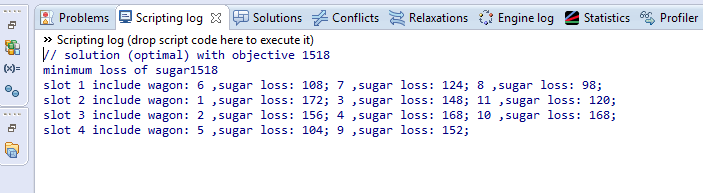 Problems Scripting log Solutions Conflicts Relaxations Engine log Statistics Profiler
» Scripting log (drop script code here to execute it)
// solution (optimal) with objective 1518
minimum loss of sugar1518
slot 1 include wagon: 6 ,sugar loss: 108; 7 ,sugar loss: 124; 8 ,sugar loss: 98;
slot 2 include wagon: 1 ,sugar loss: 172; 3 ,sugar loss: 148; 11 ,sugar loss: 120;
slot 3 include wagon: 2 ,sugar loss: 156; 4 ,sugar loss: 168; 10 ,sugar loss: 168;
slot 4 include wagon: 5 ,sugar loss: 104; 9 ,sugar loss: 152;
(x)=